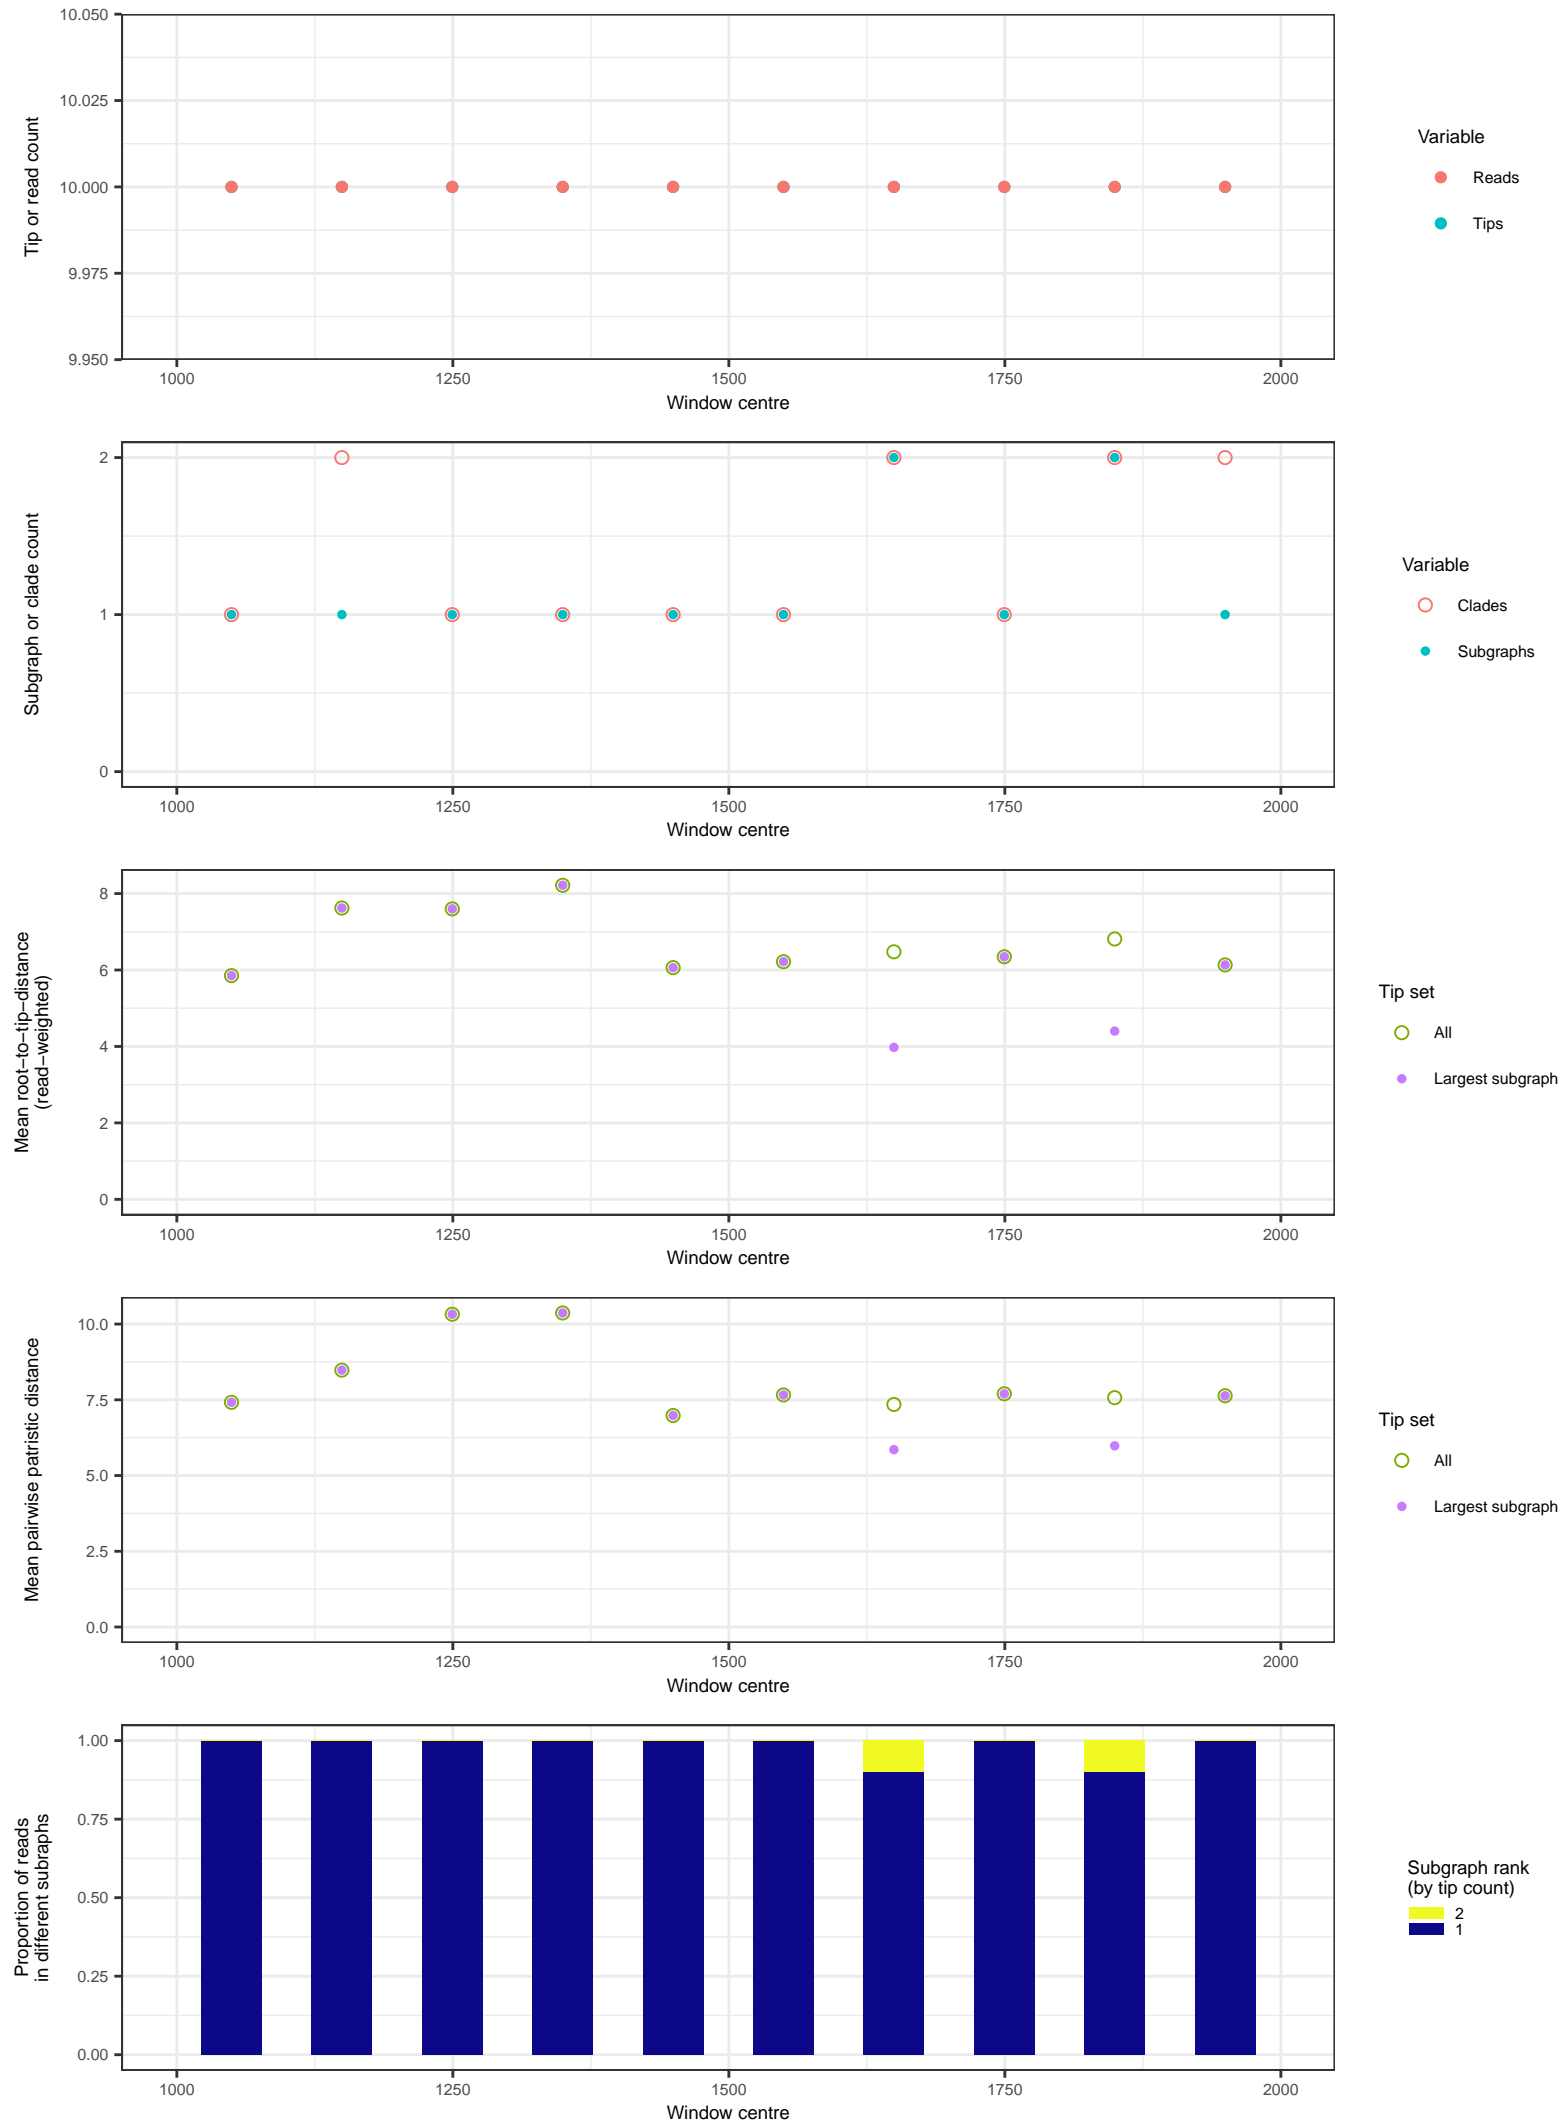 10.050
10.025
10.000
9.975
9.950
Tip or read count
1000 1250 1500 1750 2000
Window centre
Variable
Reads
Tips
2
1
0
Subgraph or clade count
1000 1250 1500 1750 2000
Window centre
Variable
Clades
Subgraphs
8
6
4
2
0
Mean root−to−tip−distance
(read−weighted)
1000 1250 1500 1750 2000
Window centre
Tip set
All
Largest subgraph
10.0
7.5
5.0
2.5
0.0
Mean pairwise patristic distance
1000 1250 1500 1750 2000
Window centre
Tip set
All
Largest subgraph
1.00
0.75
0.50
0.25
0.00
Proportion of reads
in different subraphs
1000 1250 1500 1750 2000
Window centre
Subgraph rank
(by tip count)
2
1